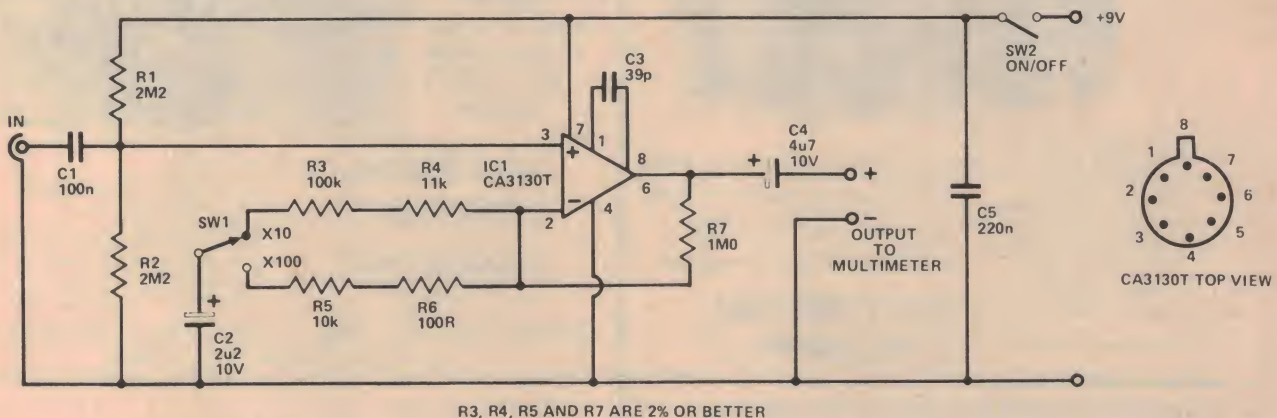 IN
C1
100n
R1
2M2
R2
2M2
SW1
X10
X100
C2
2u2
10V
+
R3
100k
R4
11k
R5
10k
R6
100R
IC1
CA3130T
3
7
1
8
6
2
4
+
−
C3
39p
R7
1M0
C4
4u7
10V
+
+
−
OUTPUT
TO
MULTIMETER
C5
220n
SW2
ON/OFF
+9V
8
1
7
2
6
3
5
4
CA3130T TOP VIEW
R3, R4, R5 AND R7 ARE 2% OR BETTER